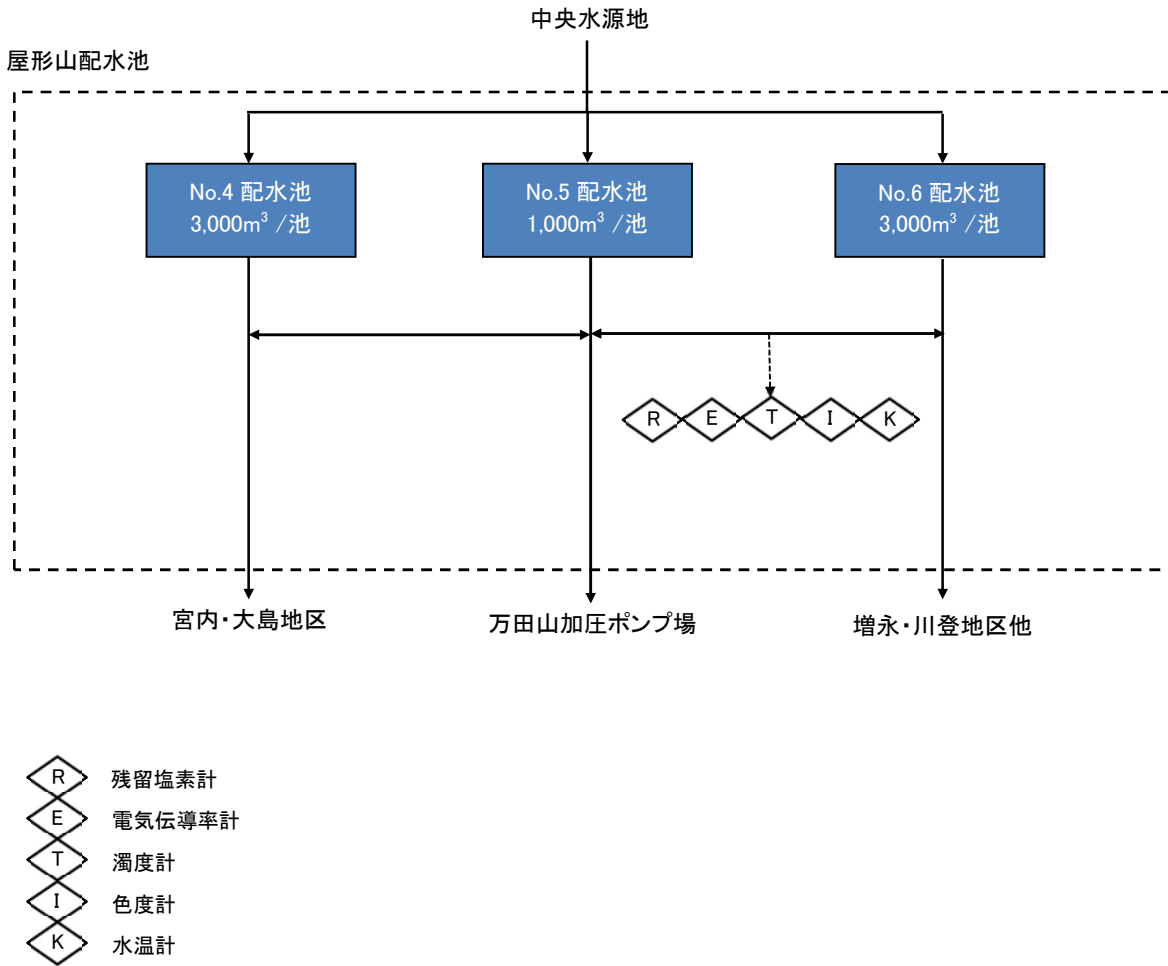 中央水源地
屋形山配水池
No.4 配水池
3,000m³ /池
No.5 配水池
1,000m³ /池
No.6 配水池
3,000m³ /池
R E T I K
宮内・大島地区
万田山加圧ポンプ場
増永・川登地区他
R 残留塩素計
E 電気伝導率計
T 濁度計
I 色度計
K 水温計